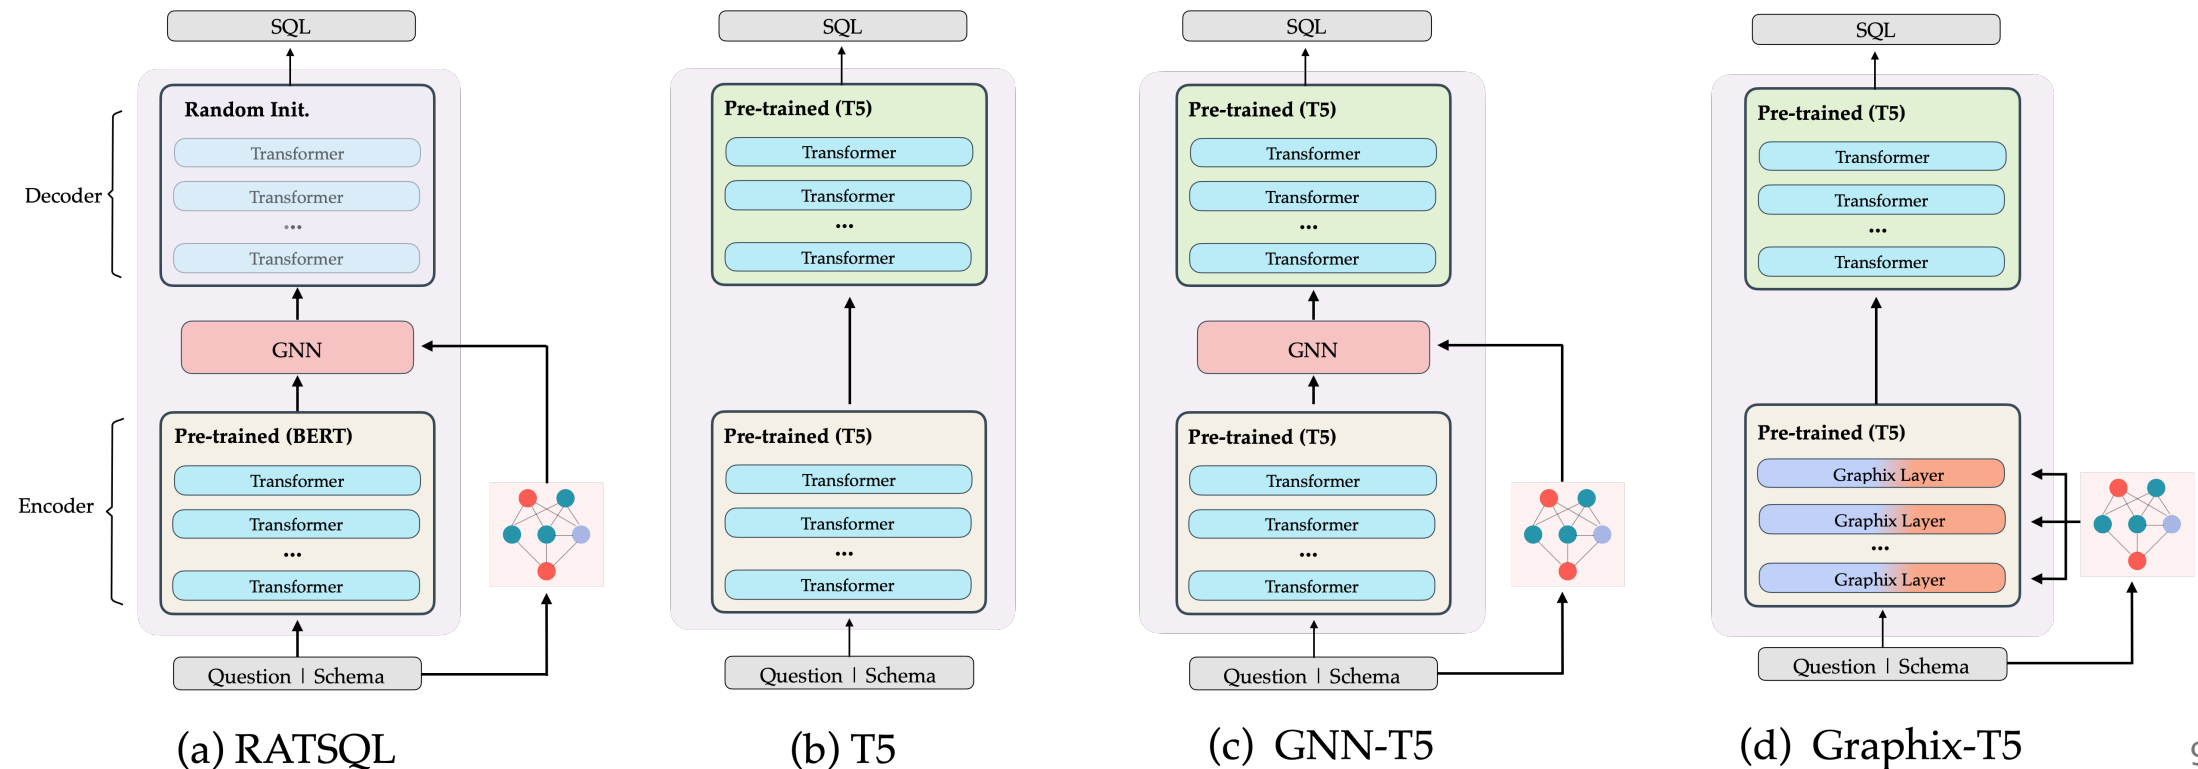 SQL
Random Init.
Transformer
Transformer
...
Transformer
Decoder
GNN
Pre-trained (BERT)
Transformer
Transformer
...
Transformer
Encoder
Question | Schema
(a) RATSQL
SQL
Pre-trained (T5)
Transformer
Transformer
...
Transformer
Pre-trained (T5)
Transformer
Transformer
...
Transformer
Question | Schema
(b) T5
SQL
Pre-trained (T5)
Transformer
Transformer
...
Transformer
GNN
Pre-trained (T5)
Transformer
Transformer
...
Transformer
Question | Schema
(c) GNN-T5
SQL
Pre-trained (T5)
Transformer
Transformer
...
Transformer
Pre-trained (T5)
Graphix Layer
Graphix Layer
...
Graphix Layer
Question | Schema
(d) Graphix-T5